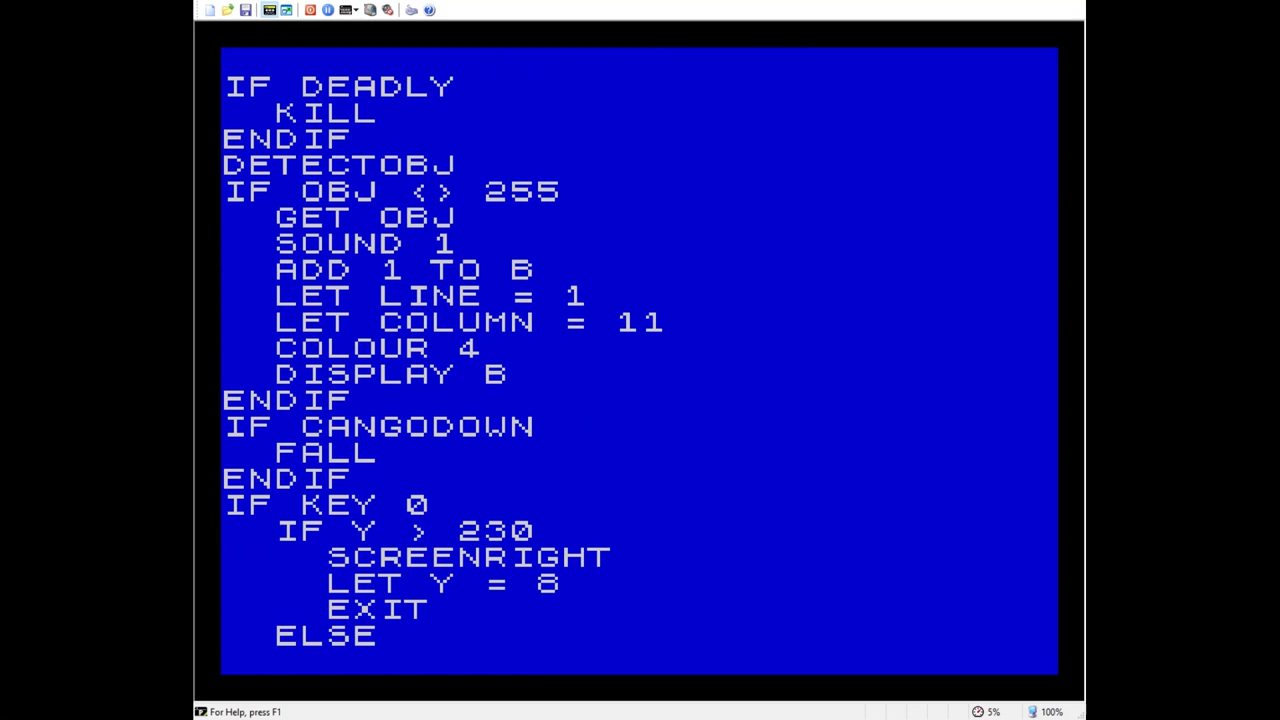 IF DEADLY
KILL
ENDIF
DETECTOBJ
IF OBJ <> 255
GET OBJ
SOUND 1
ADD 1 TO B
LET LINE = 1
LET COLUMN = 11
COLOUR 4
DISPLAY B
ENDIF
IF CANGODOWN
FALL
ENDIF
IF KEY 0
IF Y > 230
SCREENRIGHT
LET Y = 8
EXIT
ELSE
For Help, press F1
5%
100%